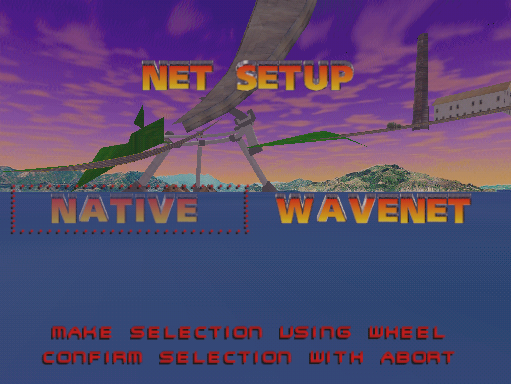 NET SETUP
NATIVE WAVENET
MAKE SELECTION USING WHEEL
CONFIRM SELECTION WITH ABORT